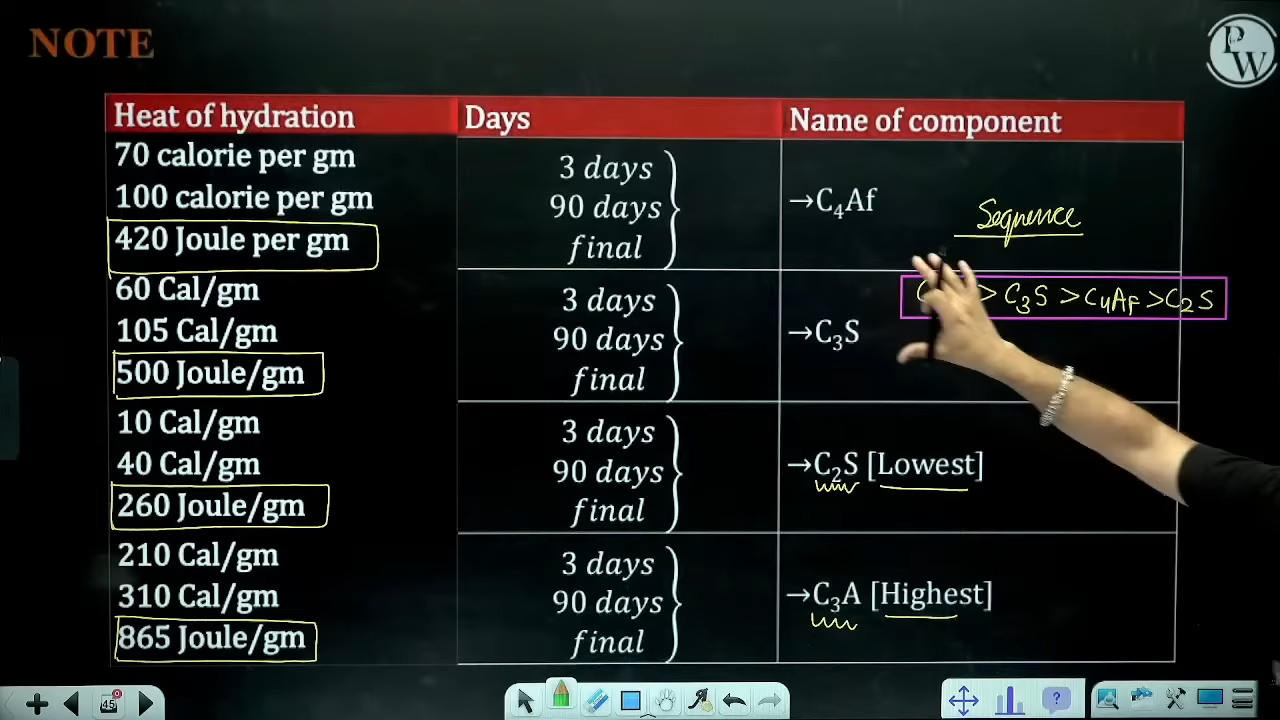 NOTE
PW
Heat of hydration Days Name of component
70 calorie per gm 3 days
100 calorie per gm 90 days →C₄Af
420 Joule per gm final
Sequence
60 Cal/gm 3 days
> C₃S > C₄AF > C₂S
105 Cal/gm 90 days →C₃S
500 Joule/gm final
10 Cal/gm 3 days
40 Cal/gm 90 days →C₂S [Lowest]
260 Joule/gm final
210 Cal/gm 3 days
310 Cal/gm 90 days →C₃A [Highest]
865 Joule/gm final
45